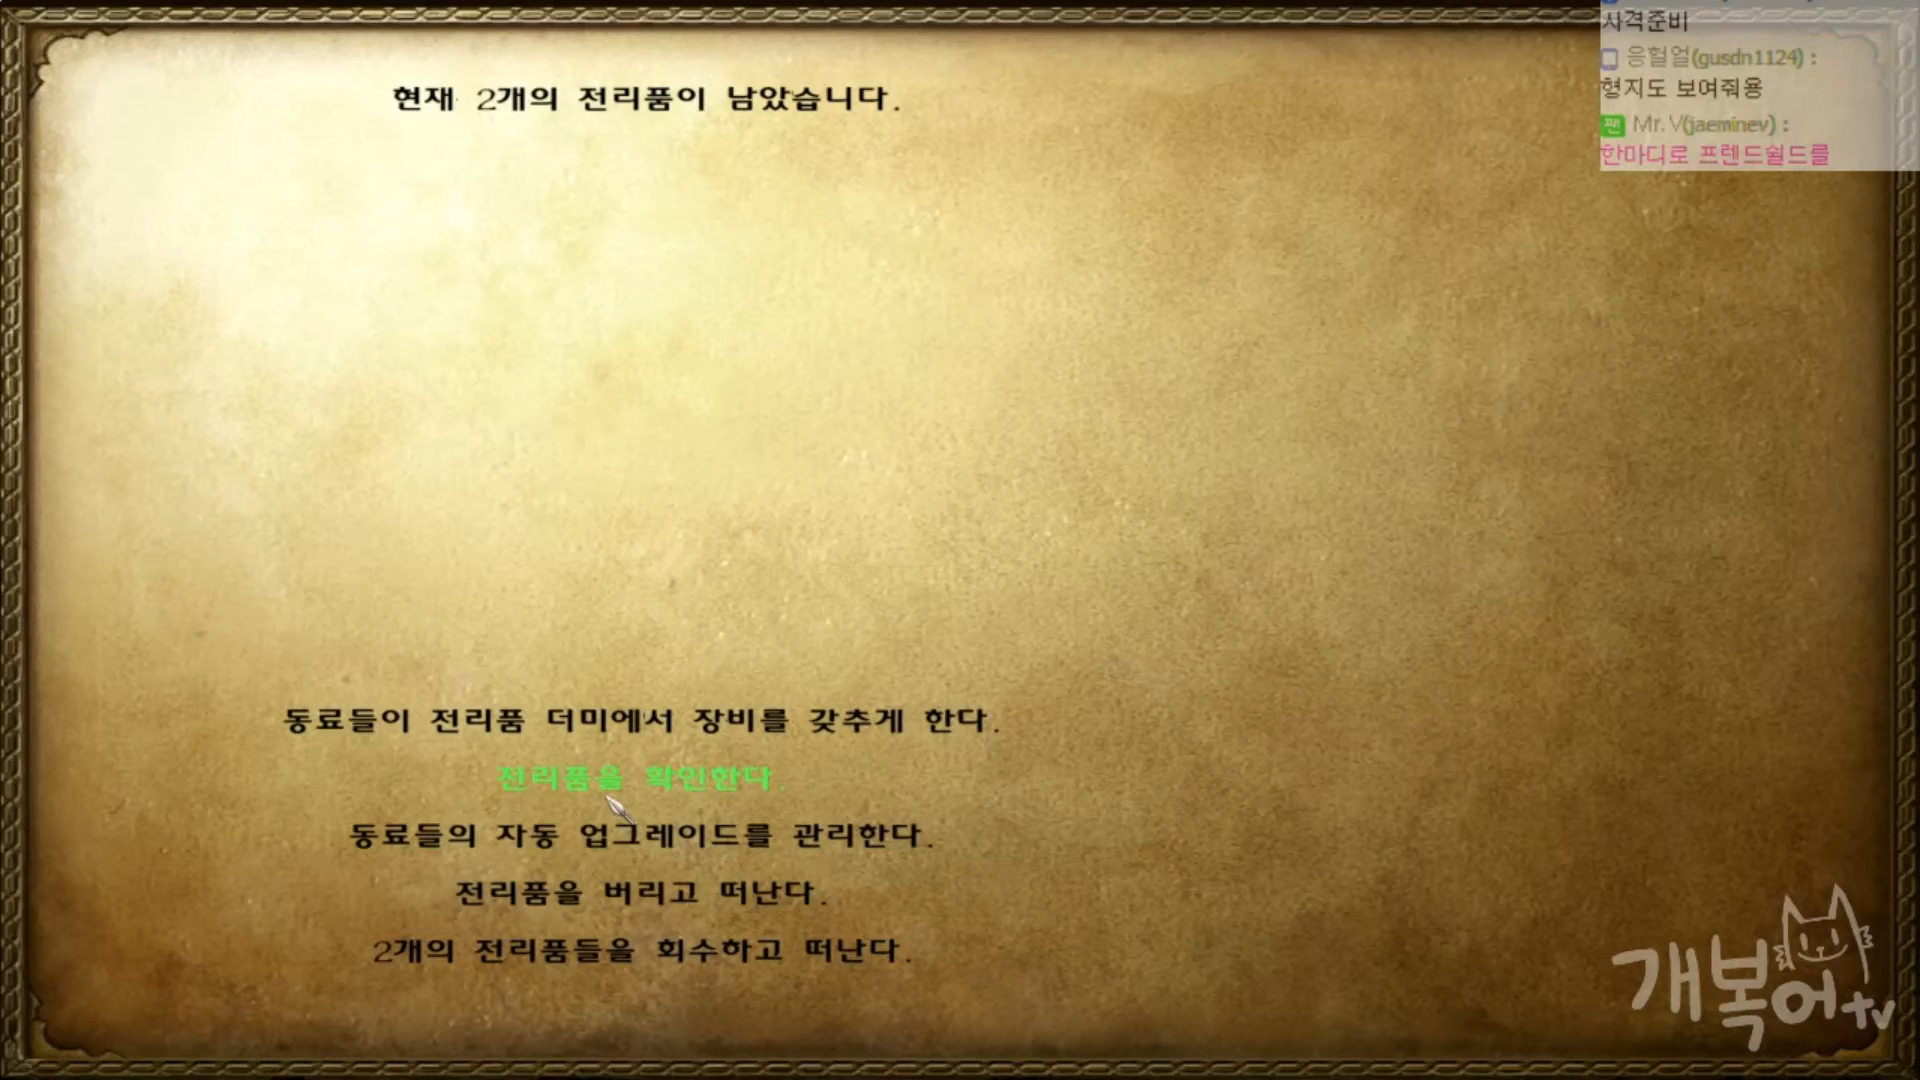 현재 2개의 전리품이 남았습니다.
사격준비
응헐얼(gusdn1124) :
형지도 보여줘용
팬 Mr.V(jaeminev) :
한마디로 프렌드쉴드를
동료들이 전리품 더미에서 장비를 갖추게 한다.
전리품을 확인한다.
동료들의 자동 업그레이드를 관리한다.
전리품을 버리고 떠난다.
2개의 전리품들을 회수하고 떠난다.
개복어tv